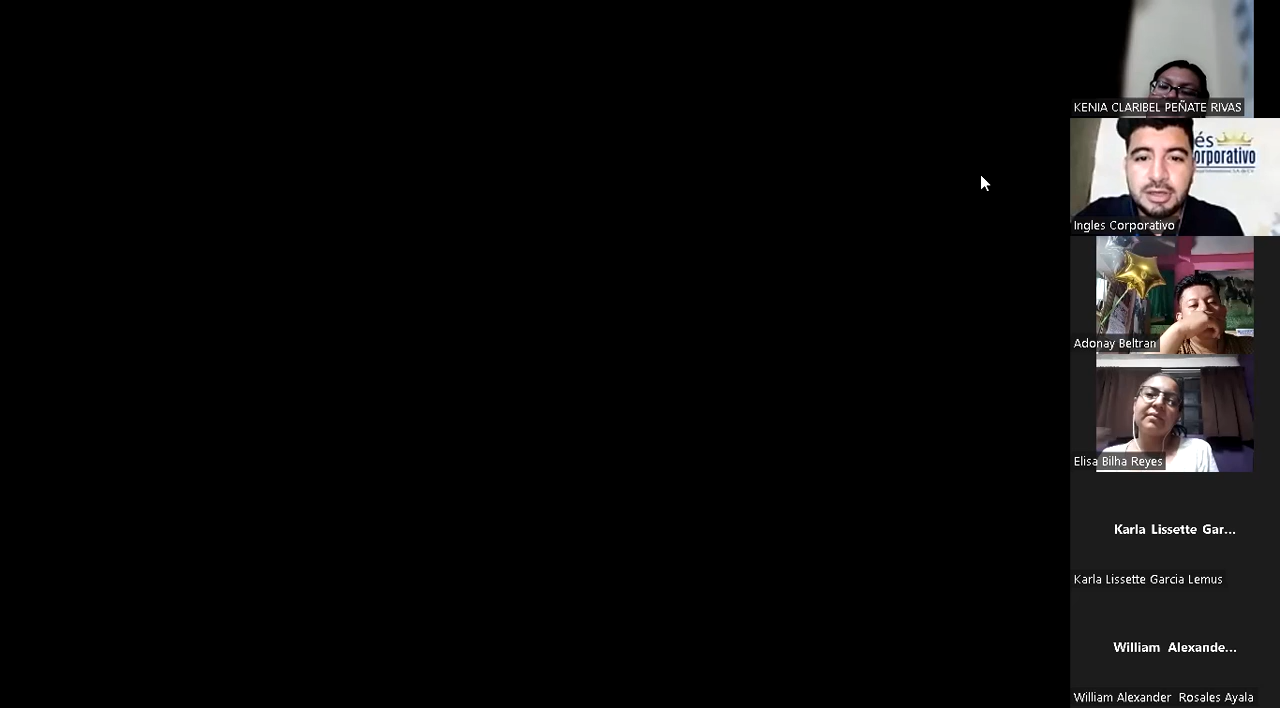 KENIA CLARIBEL PEÑATE RIVAS
és
orporativo
Ingles Corporativo
Adonay Beltran
Elisa Bilha Reyes
Karla Lissette Gar...
Karla Lissette Garcia Lemus
William Alexande...
William Alexander Rosales Ayala